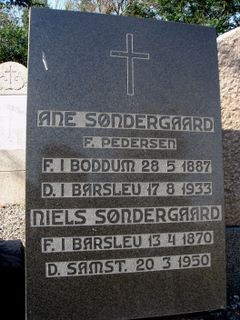 ANE SØNDERGAARD
F. PEDERSEN
F. I BODDUM 28 5 1887
D. I BARSLEV 17 8 1933
NIELS SØNDERGAARD
F. I BARSLEV 13 4 1870
D. SAMST. 20 3 1950